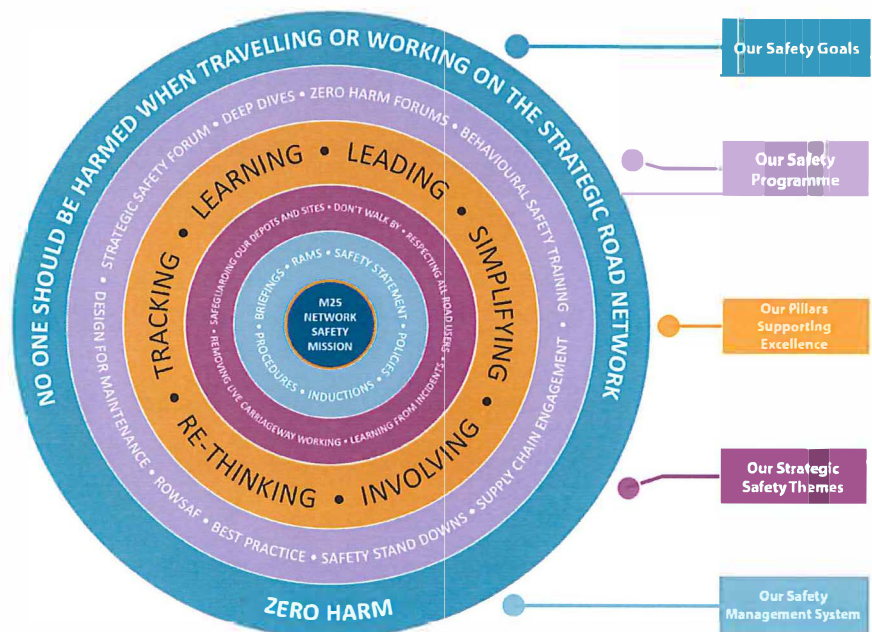 NO ONE SHOULD BE HARMED WHEN TRAVELLING OR WORKING ON THE STRATEGIC ROAD NETWORK
ZERO HARM
STRATEGIC SAFETY FORUM • DEEP DIVES • ZERO HARM FORUMS • BEHAVIOURAL SAFETY TRAINING • SUPPLY CHAIN ENGAGEMENT • SAFETY STAND DOWNS • BEST PRACTICE • ROWSAF • DESIGN FOR MAINTENANCE •
LEARNING • LEADING • SIMPLIFYING • INVOLVING • RE-THINKING • TRACKING •
SAFEGUARDING OUR DEPOTS AND SITES • DON'T WALK BY • RESPECTING ALL ROAD USERS • LEARNING FROM INCIDENTS • REMOVING LIVE CARRIAGEWAY WORKING •
BRIEFINGS • RAMS • SAFETY STATEMENT • POLICIES • INDUCTIONS • PROCEDURES •
M25
NETWORK
SAFETY
MISSION
Our Safety Goals
Our Safety
Programme
Our Pillars
Supporting
Excellence
Our Strategic
Safety Themes
Our Safety
Management System